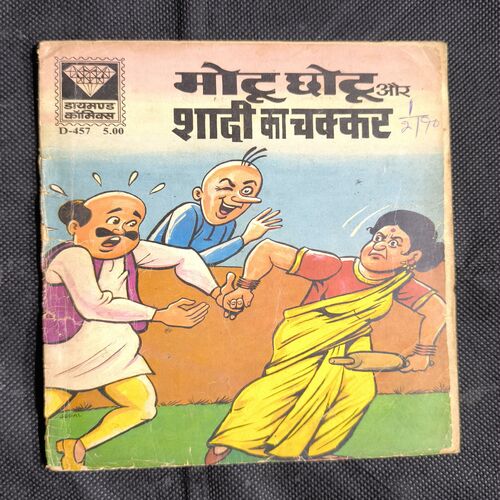 मोटू छोटू और
शादी का चक्कर
डायमण्ड
कॉमिक्स
D-457 5.00